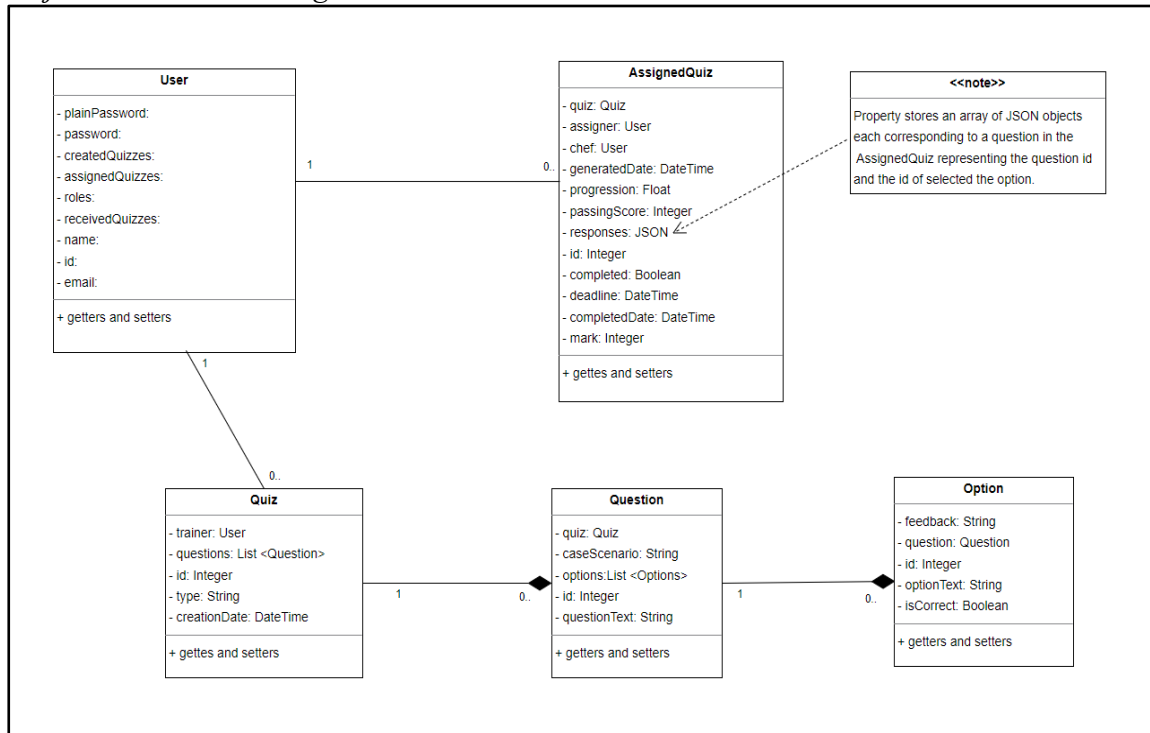 User
- plainPassword:
- password:
- createdQuizzes:
- assignedQuizzes:
- roles:
- receivedQuizzes:
- name:
- id:
- email:
+ getters and setters
1
0..
AssignedQuiz
- quiz: Quiz
- assigner: User
- chef: User
- generatedDate: DateTime
- progression: Float
- passingScore: Integer
- responses: JSON
- id: Integer
- completed: Boolean
- deadline: DateTime
- completedDate: DateTime
- mark: Integer
+ gettes and setters
<<note>>
Property stores an array of JSON objects
each corresponding to a question in the
AssignedQuiz representing the question id
and the id of selected the option.
1
0..
Quiz
- trainer: User
- questions: List <Question>
- id: Integer
- type: String
- creationDate: DateTime
+ gettes and setters
1
0..
Question
- quiz: Quiz
- caseScenario: String
- options:List <Options>
- id: Integer
- questionText: String
+ getters and setters
1
0..
Option
- feedback: String
- question: Question
- id: Integer
- optionText: String
- isCorrect: Boolean
+ getters and setters